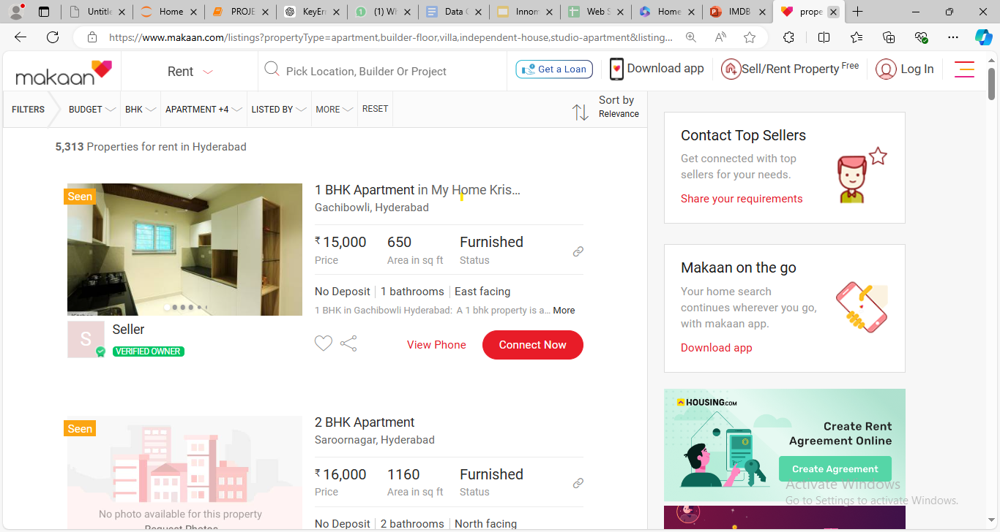 Untitle
Home
PROJE
KeyErr
(1) Wh
Data C
Innom
Web S
Home
IMDB
prope
https://www.makaan.com/listings?propertyType=apartment,builder-floor,villa,independent-house,studio-apartment&listing...
makaan
Rent
Pick Location, Builder Or Project
Get a Loan
Download app
Sell/Rent Property Free
Log In
FILTERS
BUDGET
BHK
APARTMENT +4
LISTED BY
MORE
RESET
Sort by
Relevance
5,313 Properties for rent in Hyderabad
Seen
1 BHK Apartment in My Home Kris...
Gachibowli, Hyderabad
₹ 15,000 650 Furnished
Price Area in sq ft Status
No Deposit 1 bathrooms East facing
1 BHK in Gachibowli Hyderabad: A 1 bhk property is a... More
Kitchen
S
Seller
VERIFIED OWNER
View Phone
Connect Now
Seen
2 BHK Apartment
Saroornagar, Hyderabad
₹ 16,000 1160 Furnished
Price Area in sq ft Status
No Deposit 2 bathrooms North facing
No photo available for this property
Request Photos
Contact Top Sellers
Get connected with top
sellers for your needs.
Share your requirements
Makaan on the go
Your home search
continues wherever you go,
with makaan app.
Download app
HOUSING.COM
Create Rent
Agreement Online
Create Agreement
Activate Windows
Go to Settings to activate Windows.